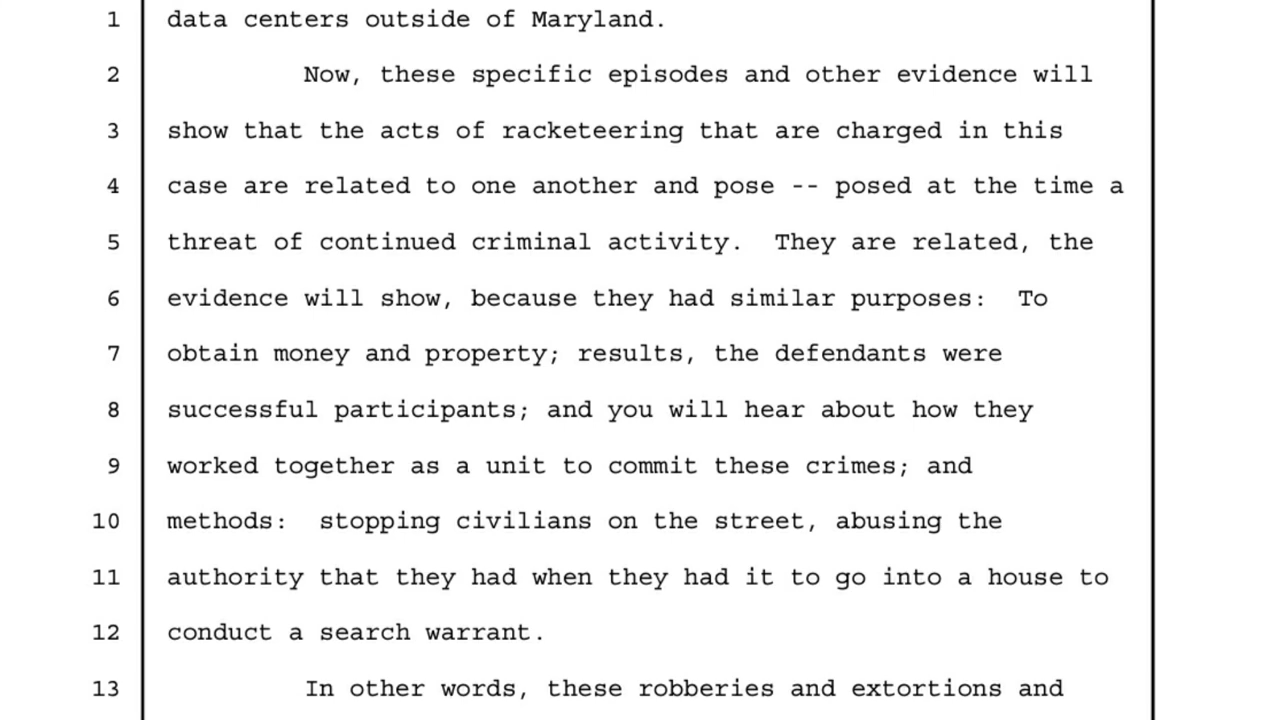 1 data centers outside of Maryland.
2 Now, these specific episodes and other evidence will
3 show that the acts of racketeering that are charged in this
4 case are related to one another and pose -- posed at the time a
5 threat of continued criminal activity.  They are related, the
6 evidence will show, because they had similar purposes:  To
7 obtain money and property; results, the defendants were
8 successful participants; and you will hear about how they
9 worked together as a unit to commit these crimes; and
10 methods:  stopping civilians on the street, abusing the
11 authority that they had when they had it to go into a house to
12 conduct a search warrant.
13 In other words, these robberies and extortions and